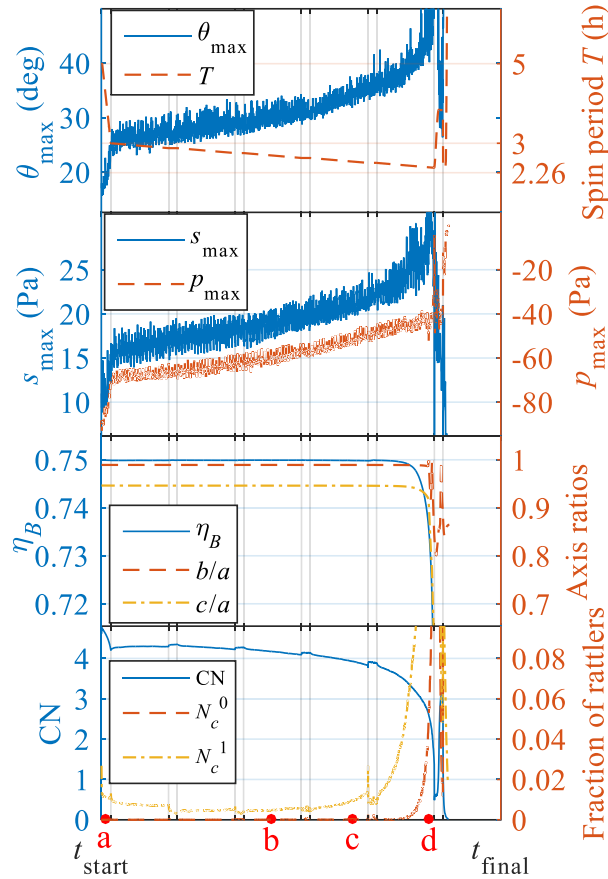 θmax
T
40
30
20
θmax (deg)
5
3
2.26
Spin period T (h)
smax
pmax
25
20
15
10
smax (Pa)
-20
-40
-60
-80
pmax (Pa)
0.75
0.74
0.73
0.72
ηB
ηB
b/a
c/a
1
0.9
0.8
0.7
Axis ratios
4
3
2
1
0
CN
CN
Nc0
Nc1
0.08
0.06
0.04
0.02
0
Fraction of rattlers
a b c d
tstart tfinal